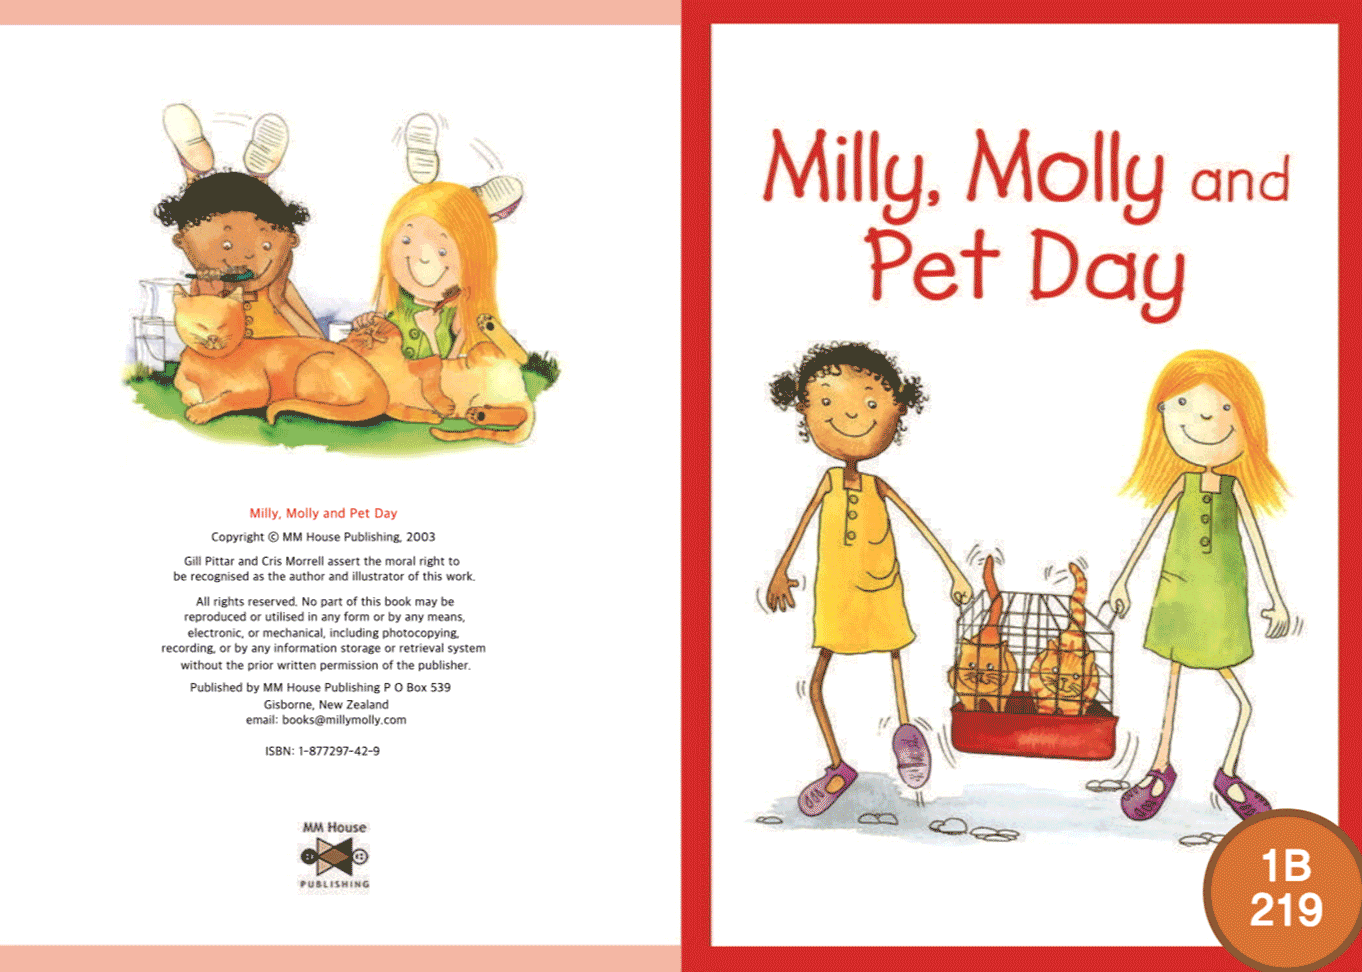 Milly, Molly and Pet Day
Copyright © MM House Publishing, 2003
Gill Pittar and Cris Morrell assert the moral right to
be recognised as the author and illustrator of this work.
All rights reserved. No part of this book may be
reproduced or utilised in any form or by any means,
electronic, or mechanical, including photocopying,
recording, or by any information storage or retrieval system
without the prior written permission of the publisher.
Published by MM House Publishing P O Box 539
Gisborne, New Zealand
email: books@millymolly.com
ISBN: 1-877297-42-9
MM House
PUBLISHING
Milly, Molly and
Pet Day
1B
219